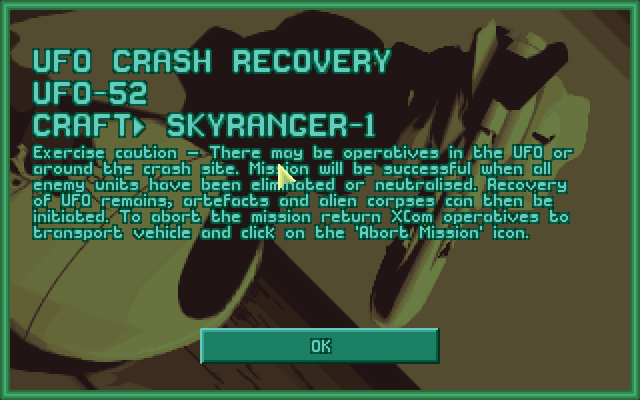 UFO CRASH RECOVERY
UFO-52
CRAFT> SKYRANGER-1
Exercise caution - There may be operatives in the UFO or
around the crash site. Mission will be successful when all
enemy units have been eliminated or neutralised. Recovery
of UFO remains, artefacts and alien corpses can then be
initiated. To abort the mission return XCom operatives to
transport vehicle and click on the 'Abort Mission' icon.
OK